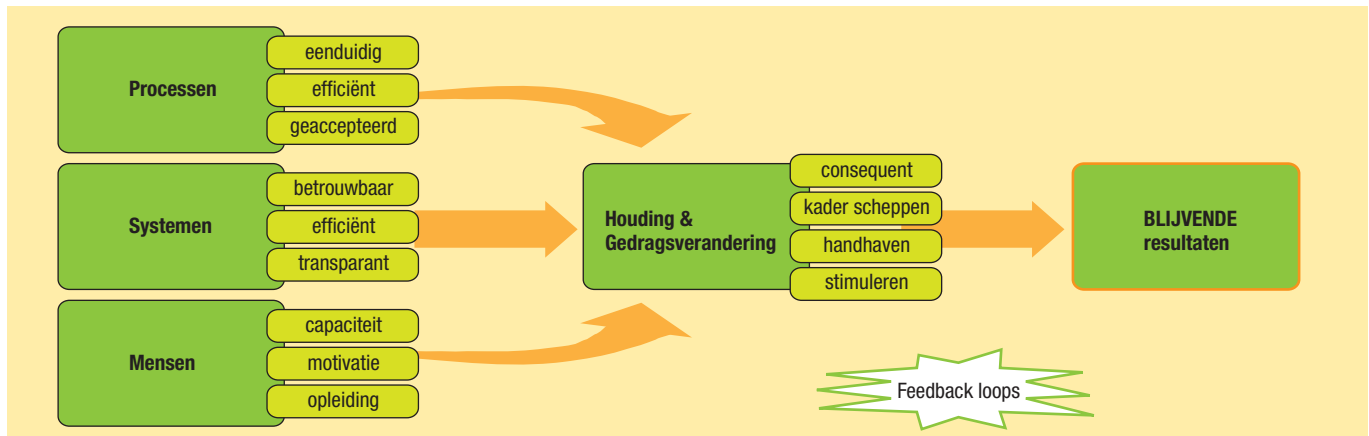 Processen
eenduidig
efficiënt
geaccepteerd
Systemen
betrouwbaar
efficiënt
transparant
Mensen
capaciteit
motivatie
opleiding
Houding &
Gedragsverandering
consequent
kader scheppen
handhaven
stimuleren
BLIJVENDE
resultaten
Feedback loops